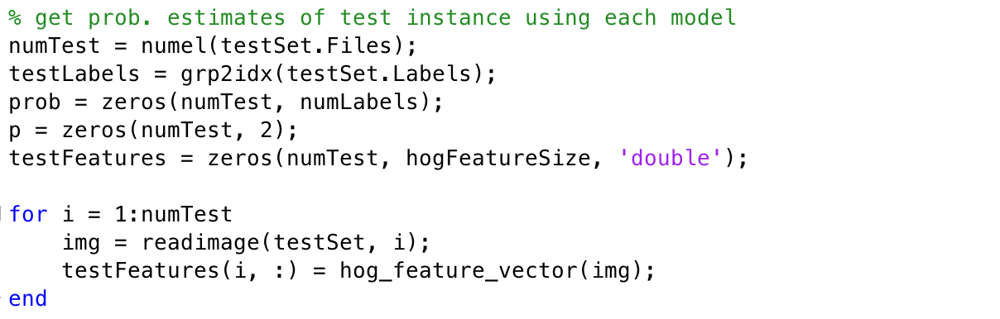 % get prob. estimates of test instance using each model
numTest = numel(testSet.Files);
testLabels = grp2idx(testSet.Labels);
prob = zeros(numTest, numLabels);
p = zeros(numTest, 2);
testFeatures = zeros(numTest, hogFeatureSize, 'double');
for i = 1:numTest
    img = readimage(testSet, i);
    testFeatures(i, :) = hog_feature_vector(img);
end